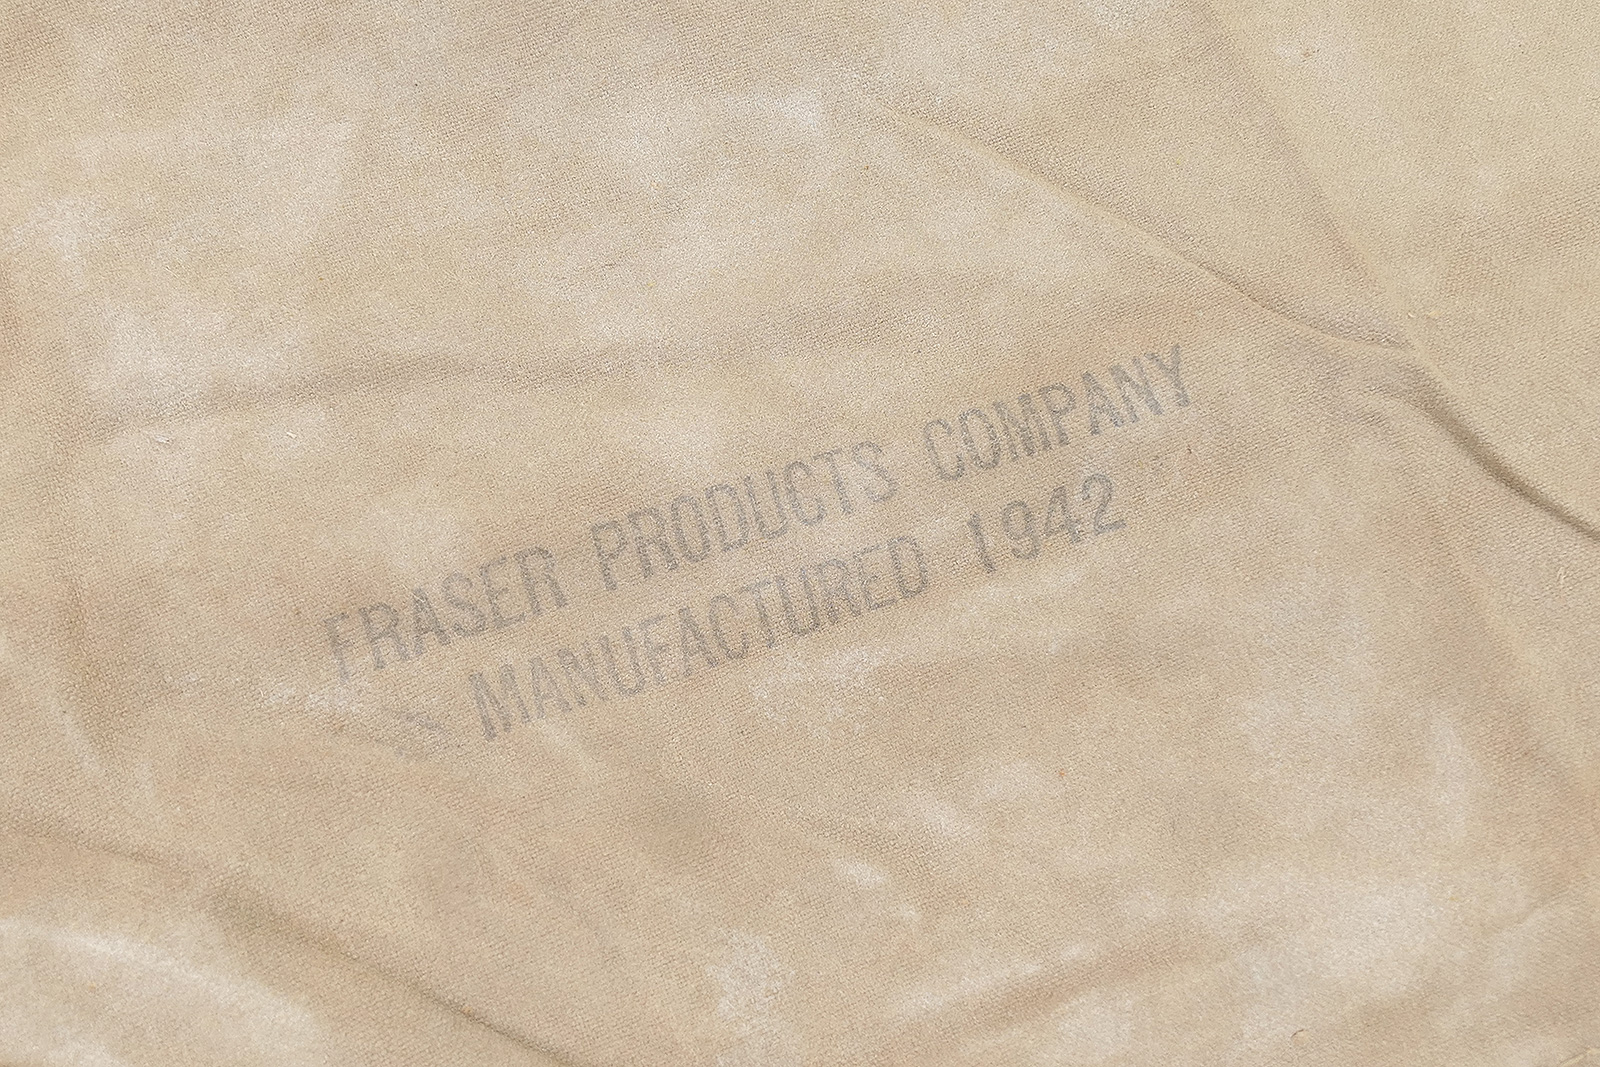 FRASER PRODUCTS COMPANY
MANUFACTURED 1942